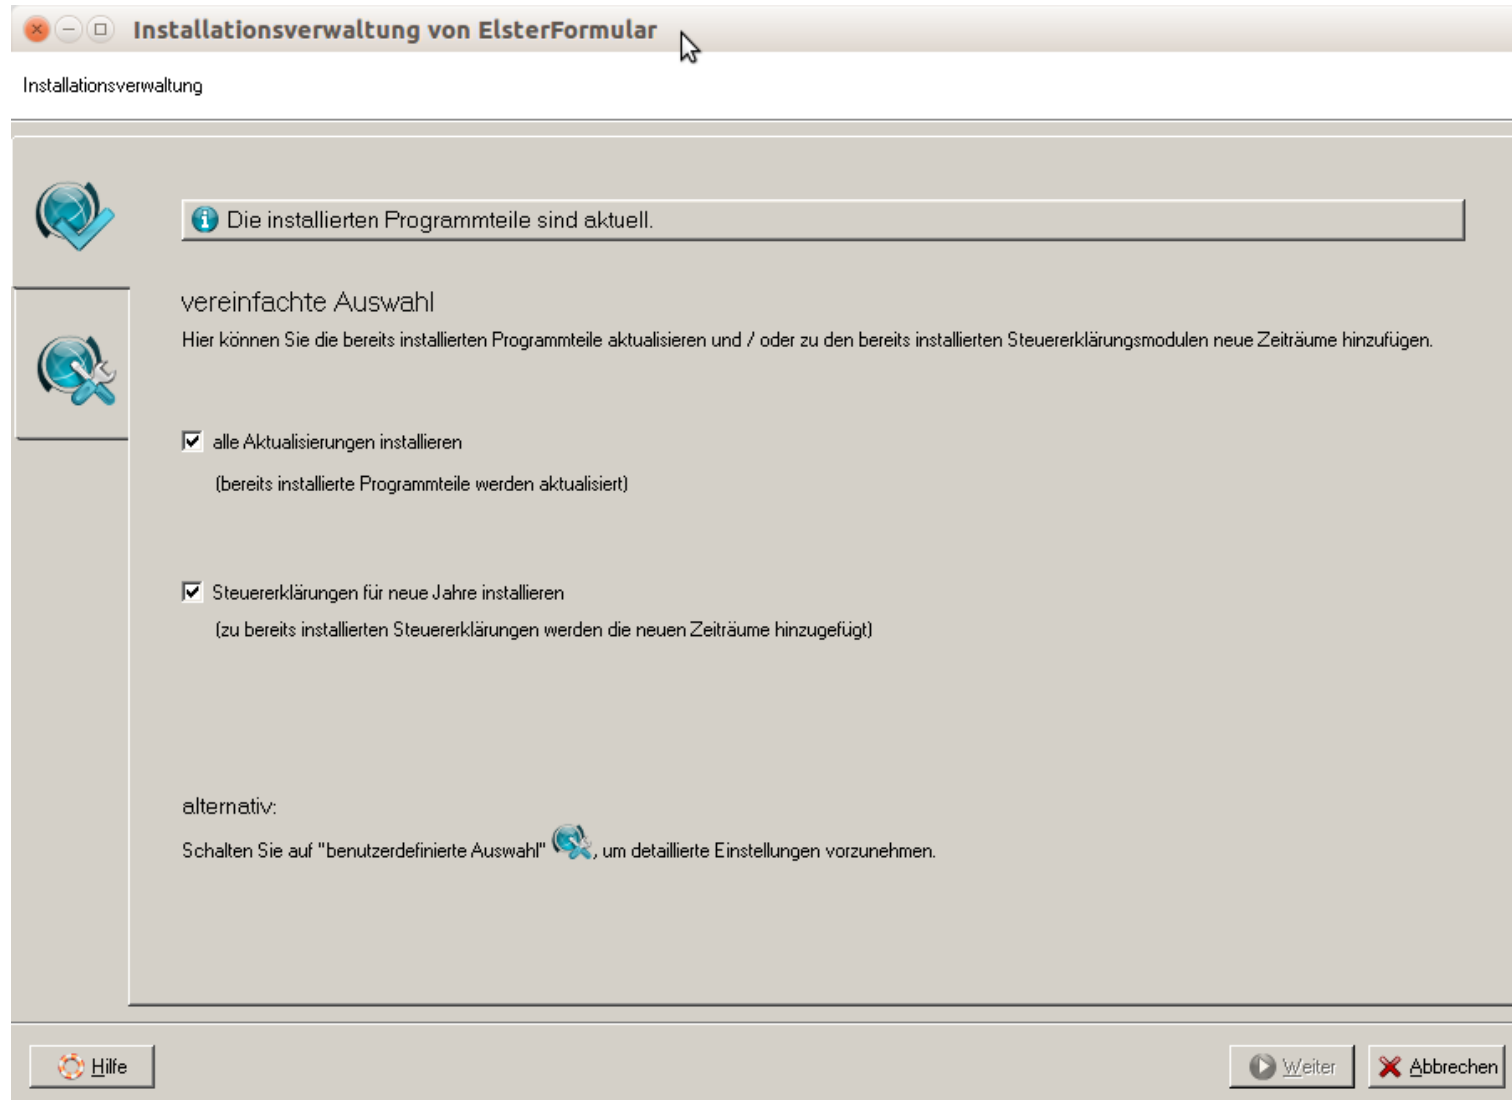 Installationsverwaltung von ElsterFormular
Installationsverwaltung
Die installierten Programmteile sind aktuell.
vereinfachte Auswahl
Hier können Sie die bereits installierten Programmteile aktualisieren und / oder zu den bereits installierten Steuererklärungsmodulen neue Zeiträume hinzufügen.
alle Aktualisierungen installieren
(bereits installierte Programmteile werden aktualisiert)
Steuererklärungen für neue Jahre installieren
(zu bereits installierten Steuererklärungen werden die neuen Zeiträume hinzugefügt)
alternativ:
Schalten Sie auf "benutzerdefinierte Auswahl" , um detaillierte Einstellungen vorzunehmen.
Hilfe
Weiter
Abbrechen